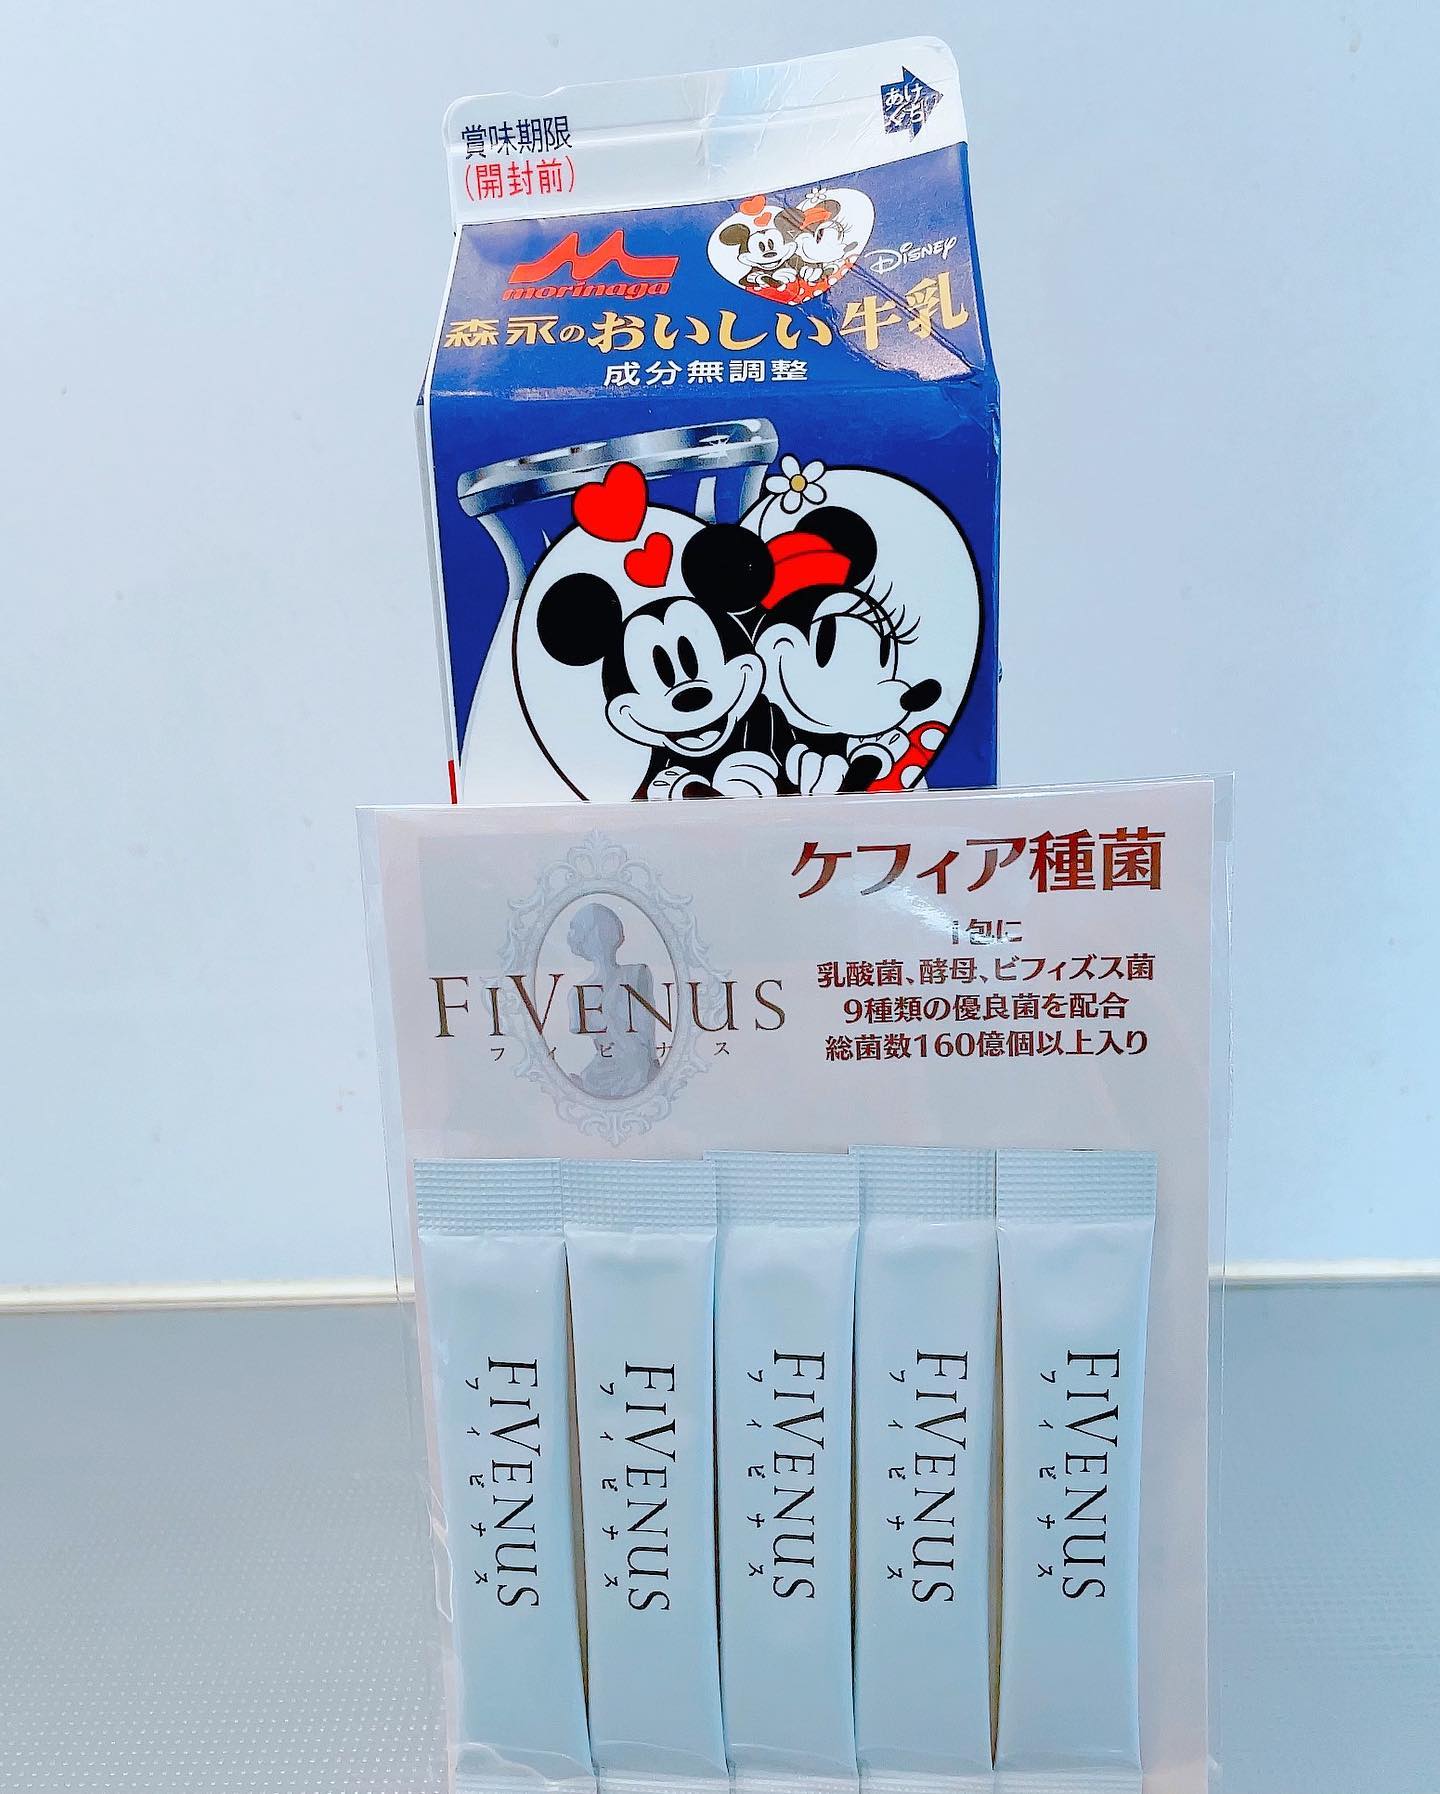 賞味期限
(開封前)
あけぐち
morinaga
Disney
森永のおいしい牛乳
成分無調整
ケフィア種菌
1包に
乳酸菌、酵母、ビフィズス菌
9種類の優良菌を配合
総菌数160億個以上入り
FIVENUS
フィビナス
FIVENUS
フィビナス
FIVENUS
フィビナス
FIVENUS
フィビナス
FIVENUS
フィビナス
FIVENUS
フィビナス